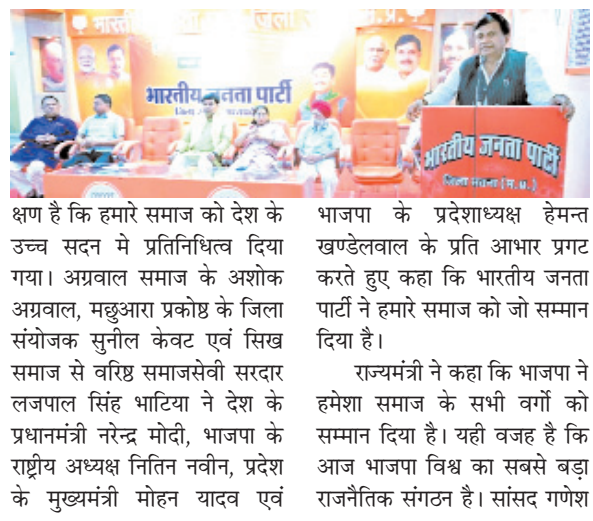 भारतीय जनता पार्टी
भारतीय जनता पार्टी
जिला सतना (म.प्र.)
क्षण है कि हमारे समाज को देश के
उच्च सदन मे प्रतिनिधित्व दिया
गया। अग्रवाल समाज के अशोक
अग्रवाल, मछुआरा प्रकोष्ठ के जिला
संयोजक सुनील केवट एवं सिख
समाज से वरिष्ठ समाजसेवी सरदार
लजपाल सिंह भाटिया ने देश के
प्रधानमंत्री नरेन्द्र मोदी, भाजपा के
राष्ट्रीय अध्यक्ष नितिन नवीन, प्रदेश
के मुख्यमंत्री मोहन यादव एवं
भाजपा के प्रदेशाध्यक्ष हेमन्त
खण्डेलवाल के प्रति आभार प्रगट
करते हुए कहा कि भारतीय जनता
पार्टी ने हमारे समाज को जो सम्मान
दिया है।
राज्यमंत्री ने कहा कि भाजपा ने
हमेशा समाज के सभी वर्गो को
सम्मान दिया है। यही वजह है कि
आज भाजपा विश्व का सबसे बड़ा
राजनैतिक संगठन है। सांसद गणेश